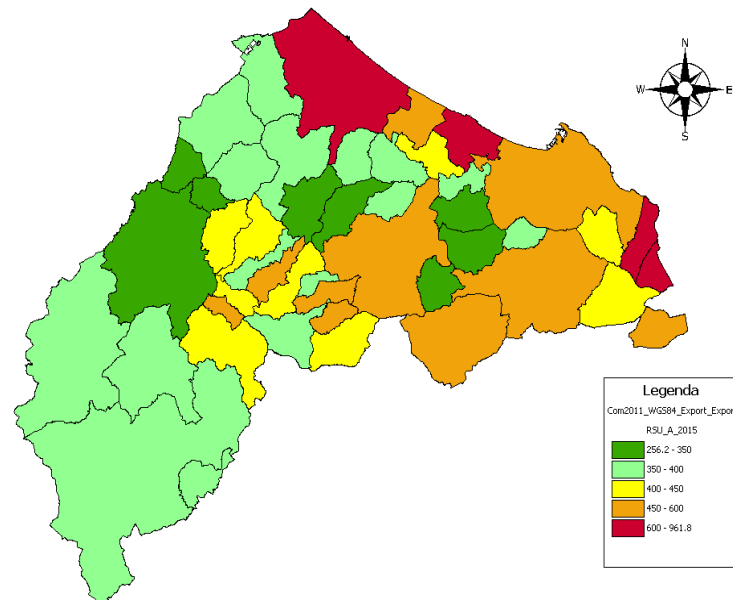 N
W E
S
Legenda
Com2011_WGS84_Export_Expor
RSU_A_2015
256.2 - 350
350 - 400
400 - 450
450 - 600
600 - 961.8